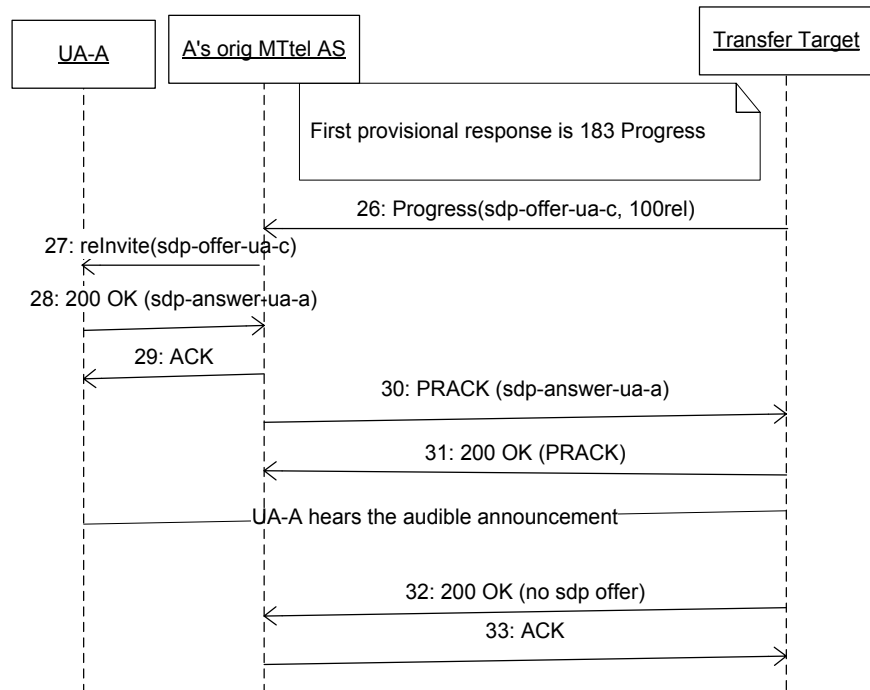 UA-A
A's orig MTtel AS
Transfer Target
First provisional response is 183 Progress
26: Progress(sdp-offer-ua-c, 100rel)
27: reInvite(sdp-offer-ua-c)
28: 200 OK (sdp-answer-ua-a)
29: ACK
30: PRACK (sdp-answer-ua-a)
31: 200 OK (PRACK)
UA-A hears the audible announcement
32: 200 OK (no sdp offer)
33: ACK